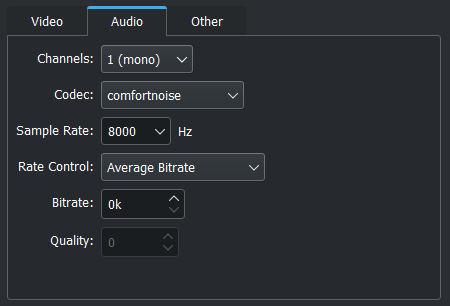 Video Audio Other
Channels: 1 (mono)
Codec: comfortnoise
Sample Rate: 8000 Hz
Rate Control: Average Bitrate
Bitrate: 0k
Quality: 0